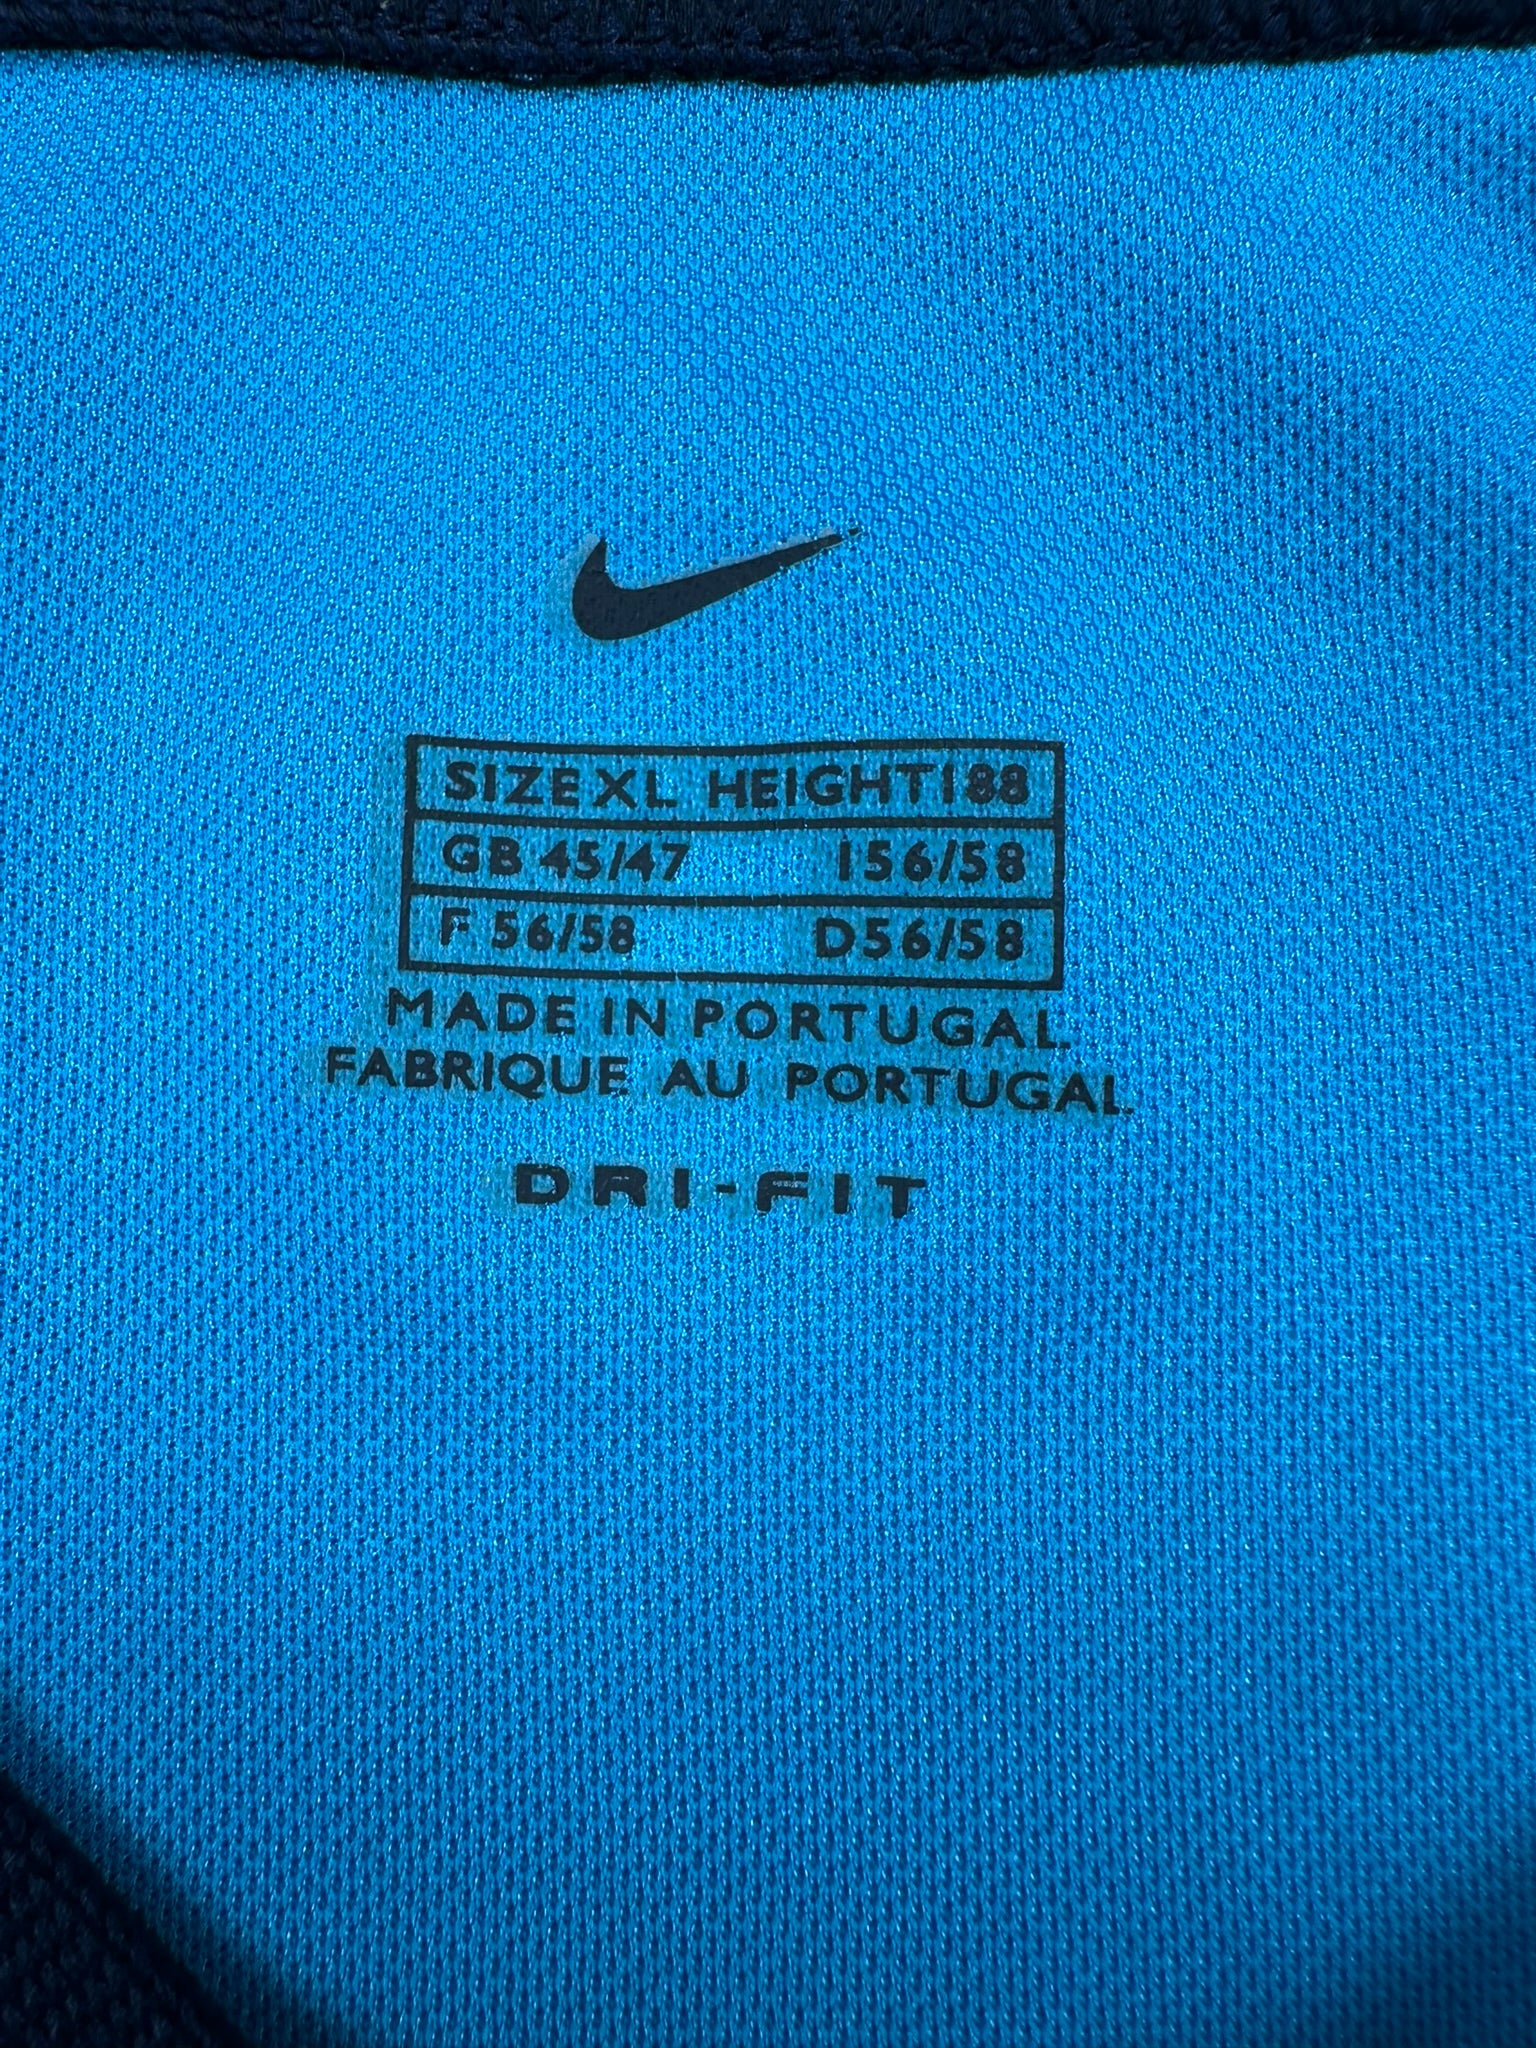 SIZE XL HEIGHT 188
GB 45/47 I 56/58
F 56/58 D 56/58
MADE IN PORTUGAL.
FABRIQUE AU PORTUGAL.
DRI-FIT